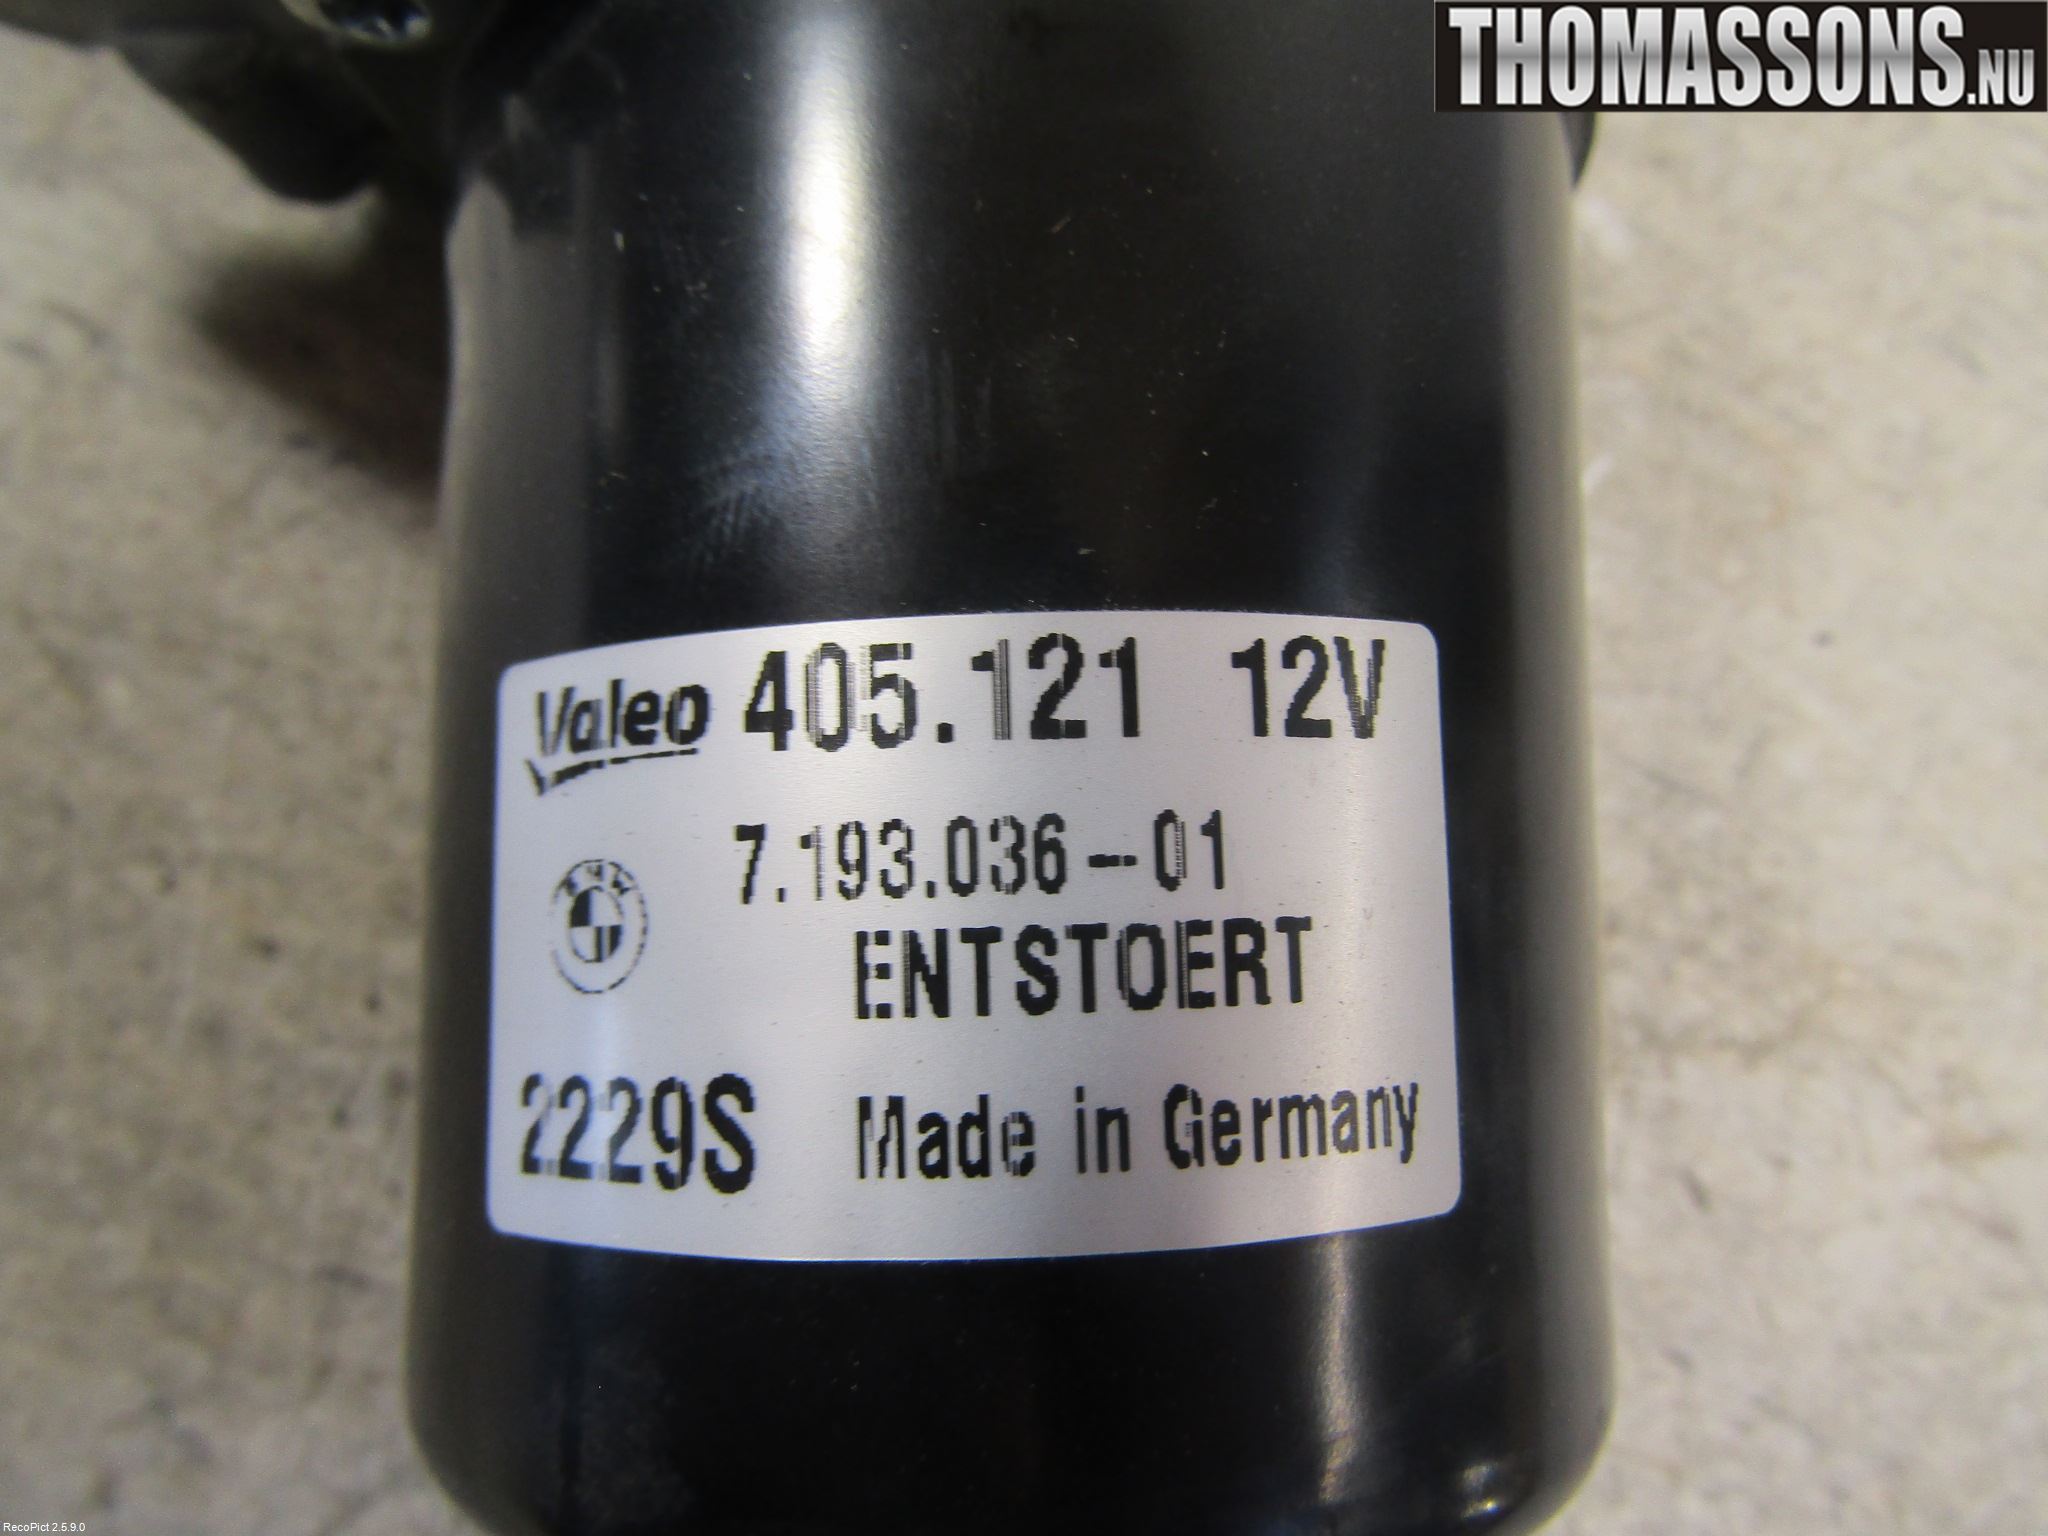 THOMASSONS.NU
Valeo 405.121 12V
7.193.036-01
BMW
ENTSTOERT
2229S Made in Germany
RecoPict 2.5.9.0